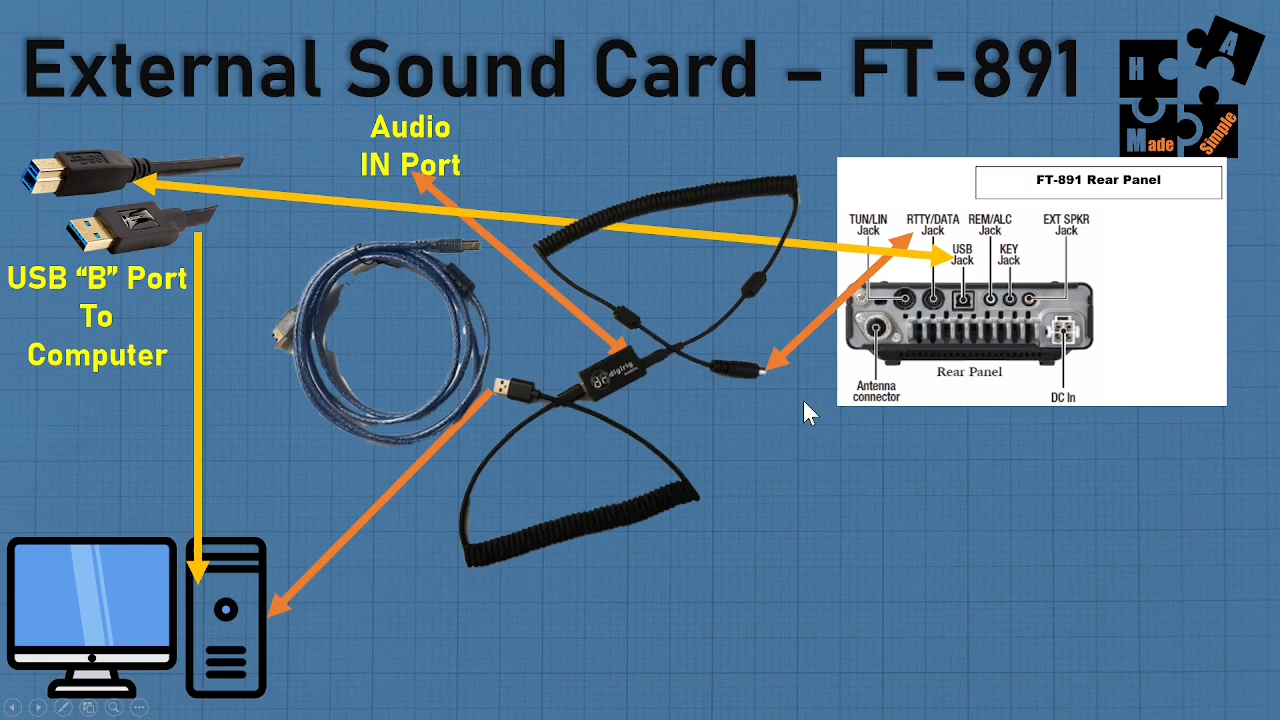 External Sound Card – FT-891
H
A
Made
Simple
Audio
IN Port
USB “B” Port
To
Computer
digirig
FT-891 Rear Panel
TUN/LIN
Jack
RTTY/DATA
Jack
REM/ALC
Jack
EXT SPKR
Jack
USB
Jack
KEY
Jack
Rear Panel
Antenna
connector
DC In